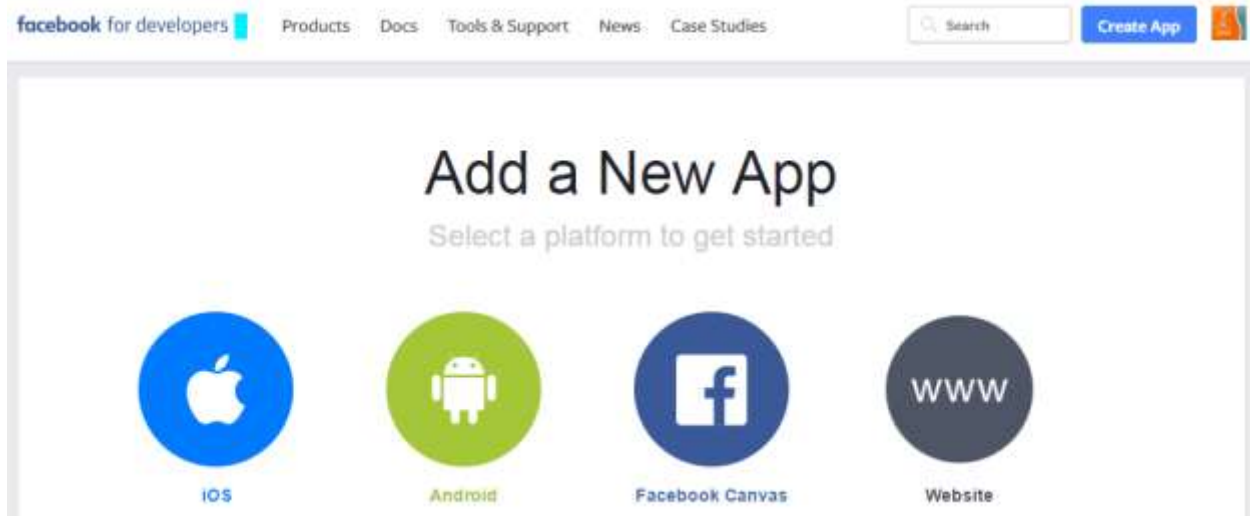 facebook for developers Products Docs Tools & Support News Case Studies Search Create App
Add a New App
Select a platform to get started
www
iOS Android Facebook Canvas Website